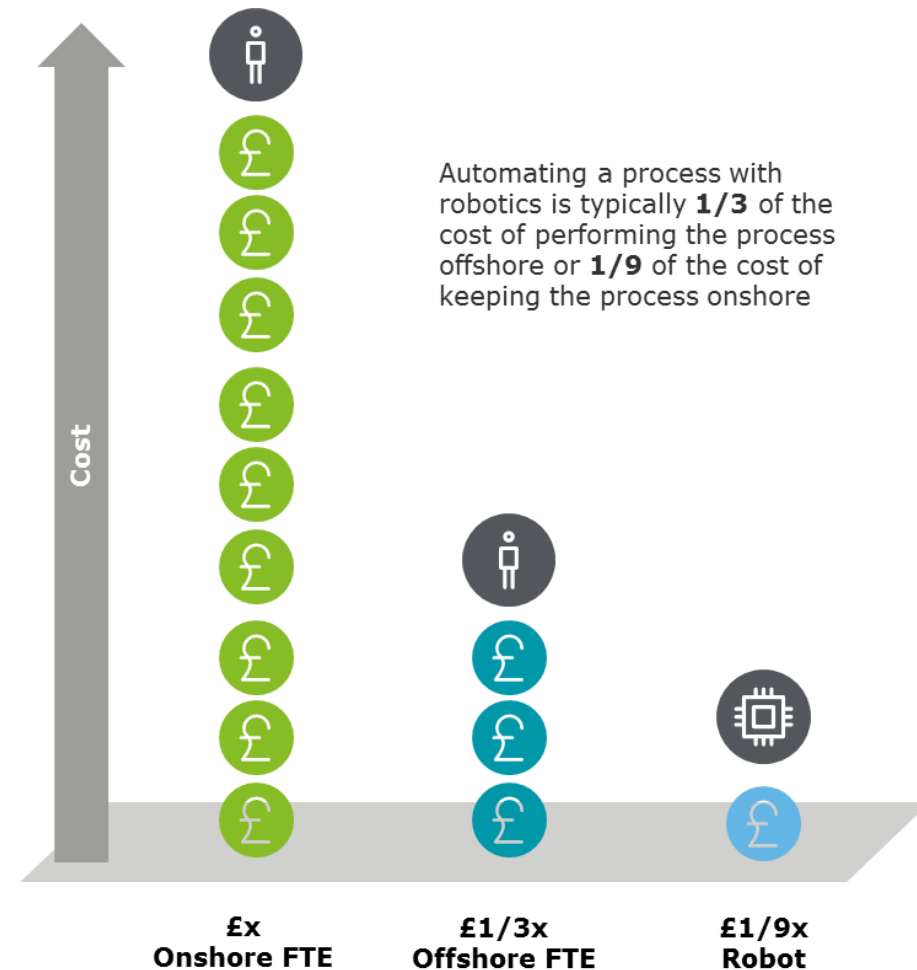 £
£
£
Automating a process with
robotics is typically 1/3 of the
cost of performing the process
offshore or 1/9 of the cost of
keeping the process onshore
£
£
£
£ £
£ £
£ £ £
Cost
£x
Onshore FTE
£1/3x
Offshore FTE
£1/9x
Robot